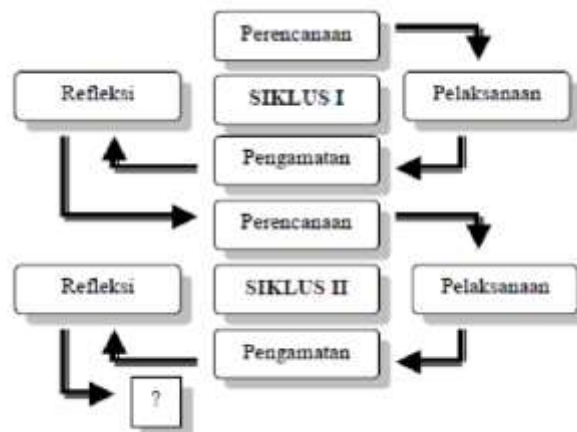 Perencanaan
Refleksi
SIKLUS I
Pelaksanaan
Pengamatan
Perencanaan
Refleksi
SIKLUS II
Pelaksanaan
Pengamatan
?